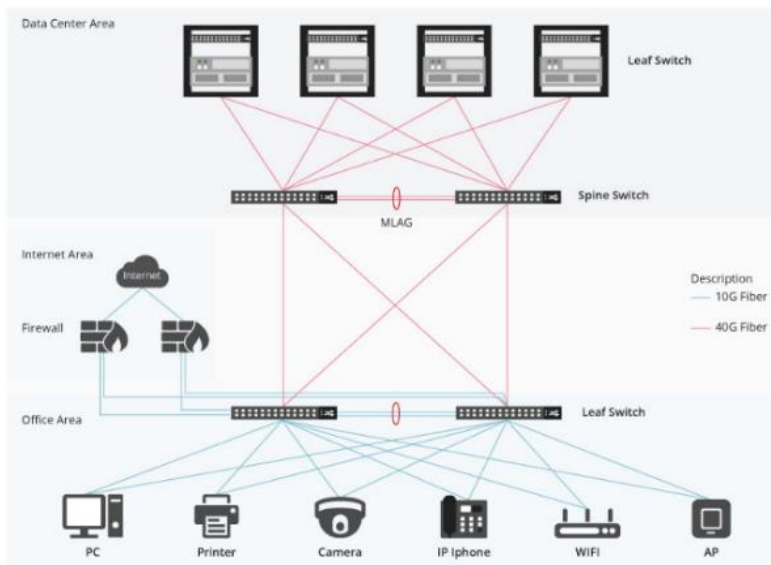 Data Center Area
Leaf Switch
Spine Switch
MLAG
Internet Area
Internet
Description
10G Fiber
Firewall
40G Fiber
Leaf Switch
Office Area
PC
Printer
Camera
IP Iphone
WIFI
AP